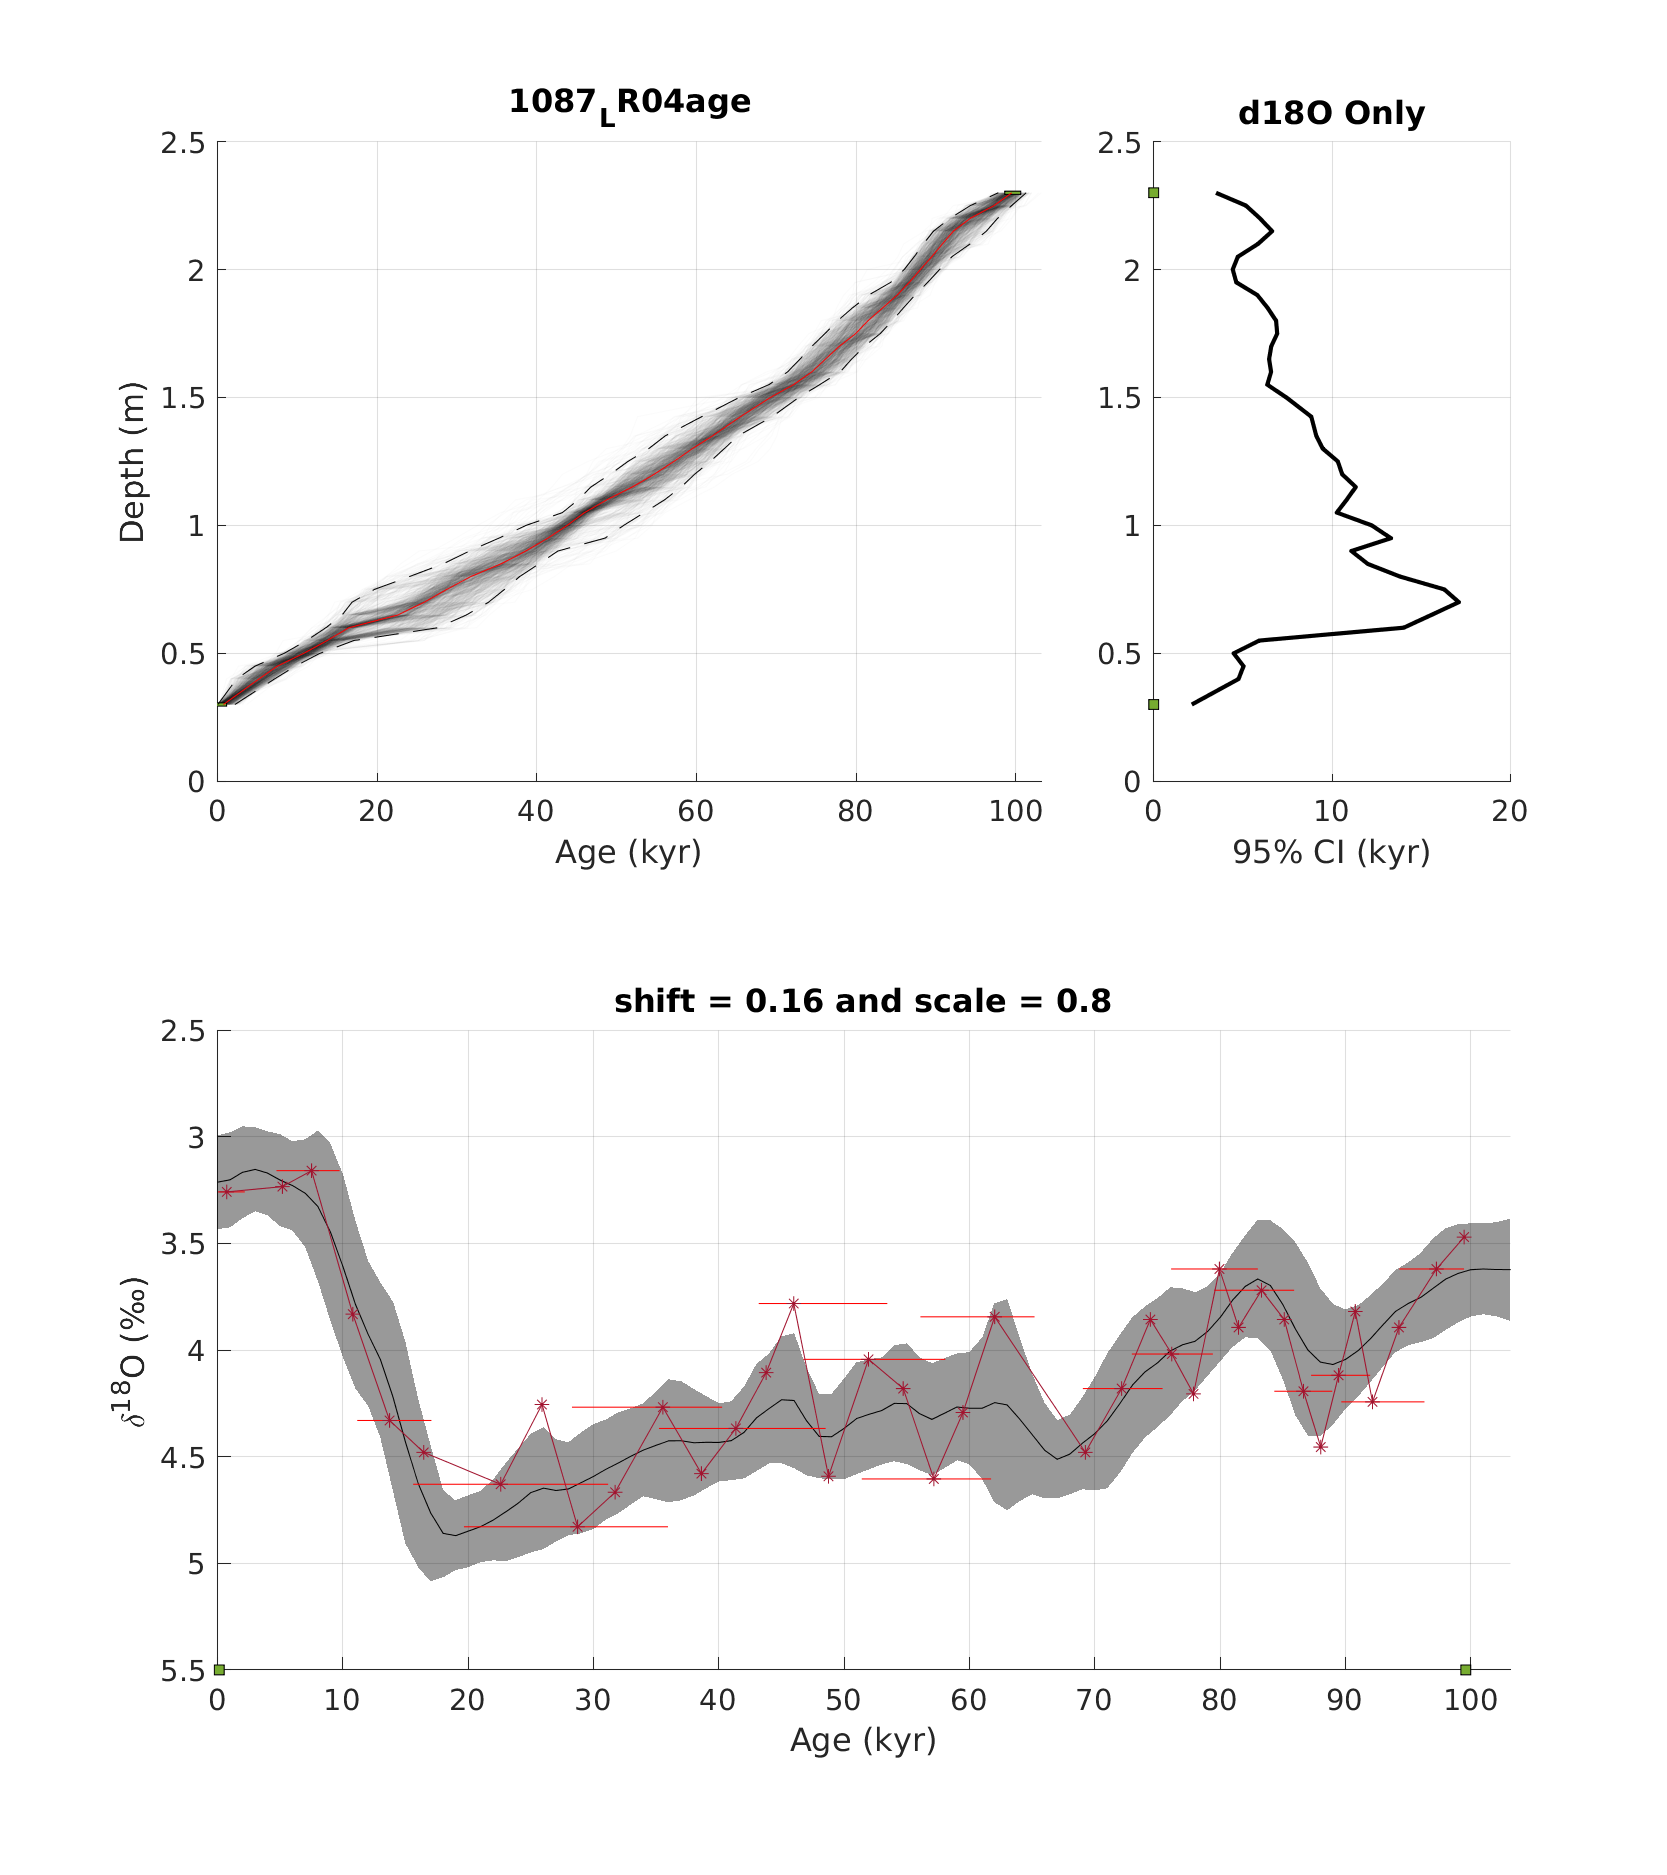 1087LR04age
d18O Only
2.5
2
1.5
1
0.5
0
Depth (m)
0 20 40 60 80 100
Age (kyr)
2.5
2
1.5
1
0.5
0
0 10 20
95% CI (kyr)
shift = 0.16 and scale = 0.8
2.5
3
3.5
4
4.5
5
5.5
δ18O (‰)
0 10 20 30 40 50 60 70 80 90 100
Age (kyr)